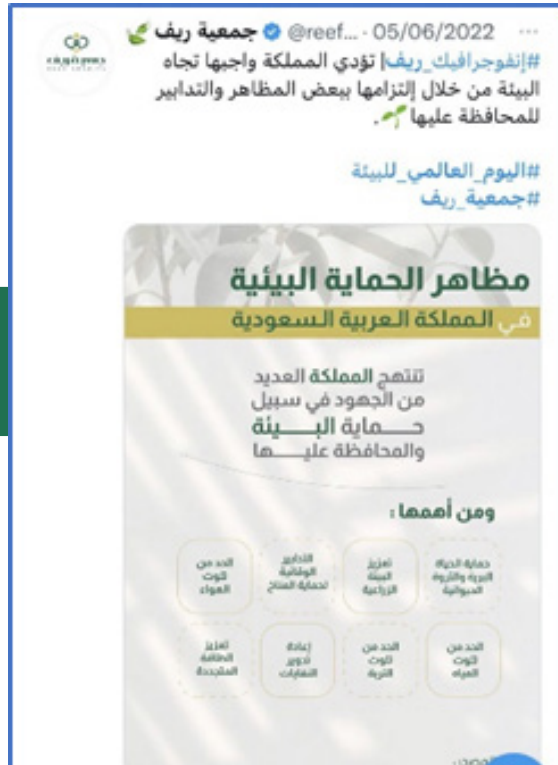 جمعية ريف @reef... · 05/06/2022
#إنفوجرافيك_ريف| تؤدي المملكة واجبها تجاه
البيئة من خلال إلتزامها ببعض المظاهر والتدابير
للمحافظة عليها.
#اليوم_العالمي_للبيئة
#جمعية_ريف
مظاهر الحماية البيئية
في المملكة العربية السعودية
تنتهج المملكة العديد
من الجهود في سبيل
حـــماية البـــيئة
والمحافظة عليـــها
ومن أهمها :
حماية الحياة
البرية والثروة
الحيوانية
تعزيز
البيئة
الزراعية
التدابير
الوقائية
لحماية المناخ
الحد من
تلوث
الهواء
الحد من
تلوث
المياه
الحد من
تلوث
التربة
إعادة
تدوير
النفايات
تعزيز
الطاقة
المتجددة